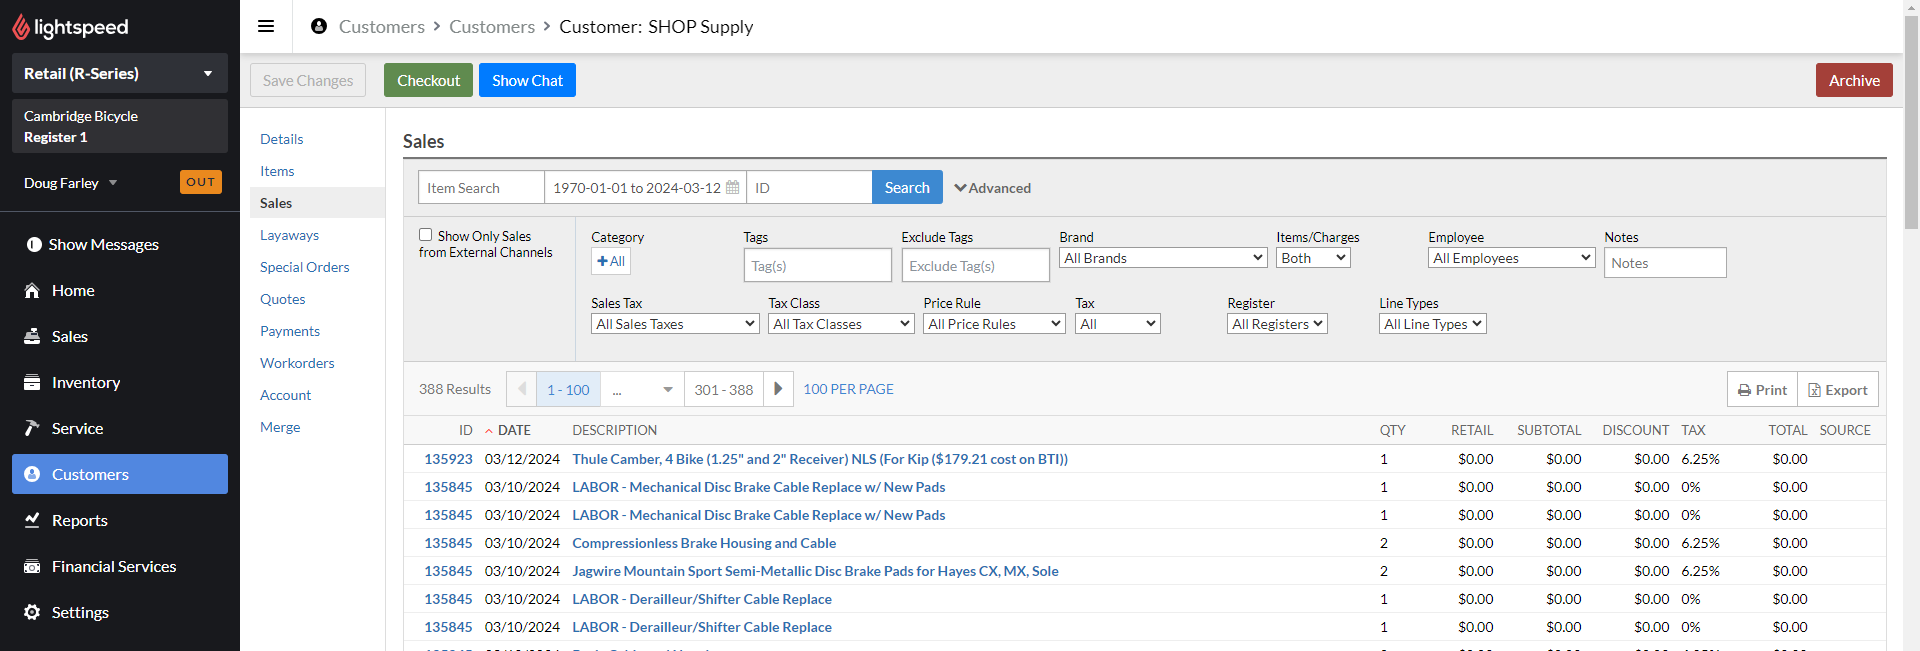 lightspeed
Retail (R-Series)
Cambridge Bicycle
Register 1
Doug Farley
OUT
Show Messages
Home
Sales
Inventory
Service
Customers
Reports
Financial Services
Settings
Customers > Customers > Customer: SHOP Supply
Save Changes Checkout Show Chat Archive
Details
Items
Sales
Layaways
Special Orders
Quotes
Payments
Workorders
Account
Merge
Sales
Item Search 1970-01-01 to 2024-03-12 ID Search Advanced
Show Only Sales
from External Channels
Category Tags Exclude Tags Brand Items/Charges Employee Notes
+All Tag(s) Exclude Tag(s) All Brands Both All Employees Notes
Sales Tax Tax Class Price Rule Tax Register Line Types
All Sales Taxes All Tax Classes All Price Rules All All Registers All Line Types
388 Results 1 - 100 ... 301 - 388 100 PER PAGE Print Export
ID DATE DESCRIPTION QTY RETAIL SUBTOTAL DISCOUNT TAX TOTAL SOURCE
135923 03/12/2024 Thule Camber, 4 Bike (1.25" and 2" Receiver) NLS (For Kip ($179.21 cost on BTI)) 1 $0.00 $0.00 $0.00 6.25% $0.00
135845 03/10/2024 LABOR - Mechanical Disc Brake Cable Replace w/ New Pads 1 $0.00 $0.00 $0.00 0% $0.00
135845 03/10/2024 LABOR - Mechanical Disc Brake Cable Replace w/ New Pads 1 $0.00 $0.00 $0.00 0% $0.00
135845 03/10/2024 Compressionless Brake Housing and Cable 2 $0.00 $0.00 $0.00 6.25% $0.00
135845 03/10/2024 Jagwire Mountain Sport Semi-Metallic Disc Brake Pads for Hayes CX, MX, Sole 2 $0.00 $0.00 $0.00 6.25% $0.00
135845 03/10/2024 LABOR - Derailleur/Shifter Cable Replace 1 $0.00 $0.00 $0.00 0% $0.00
135845 03/10/2024 LABOR - Derailleur/Shifter Cable Replace 1 $0.00 $0.00 $0.00 0% $0.00